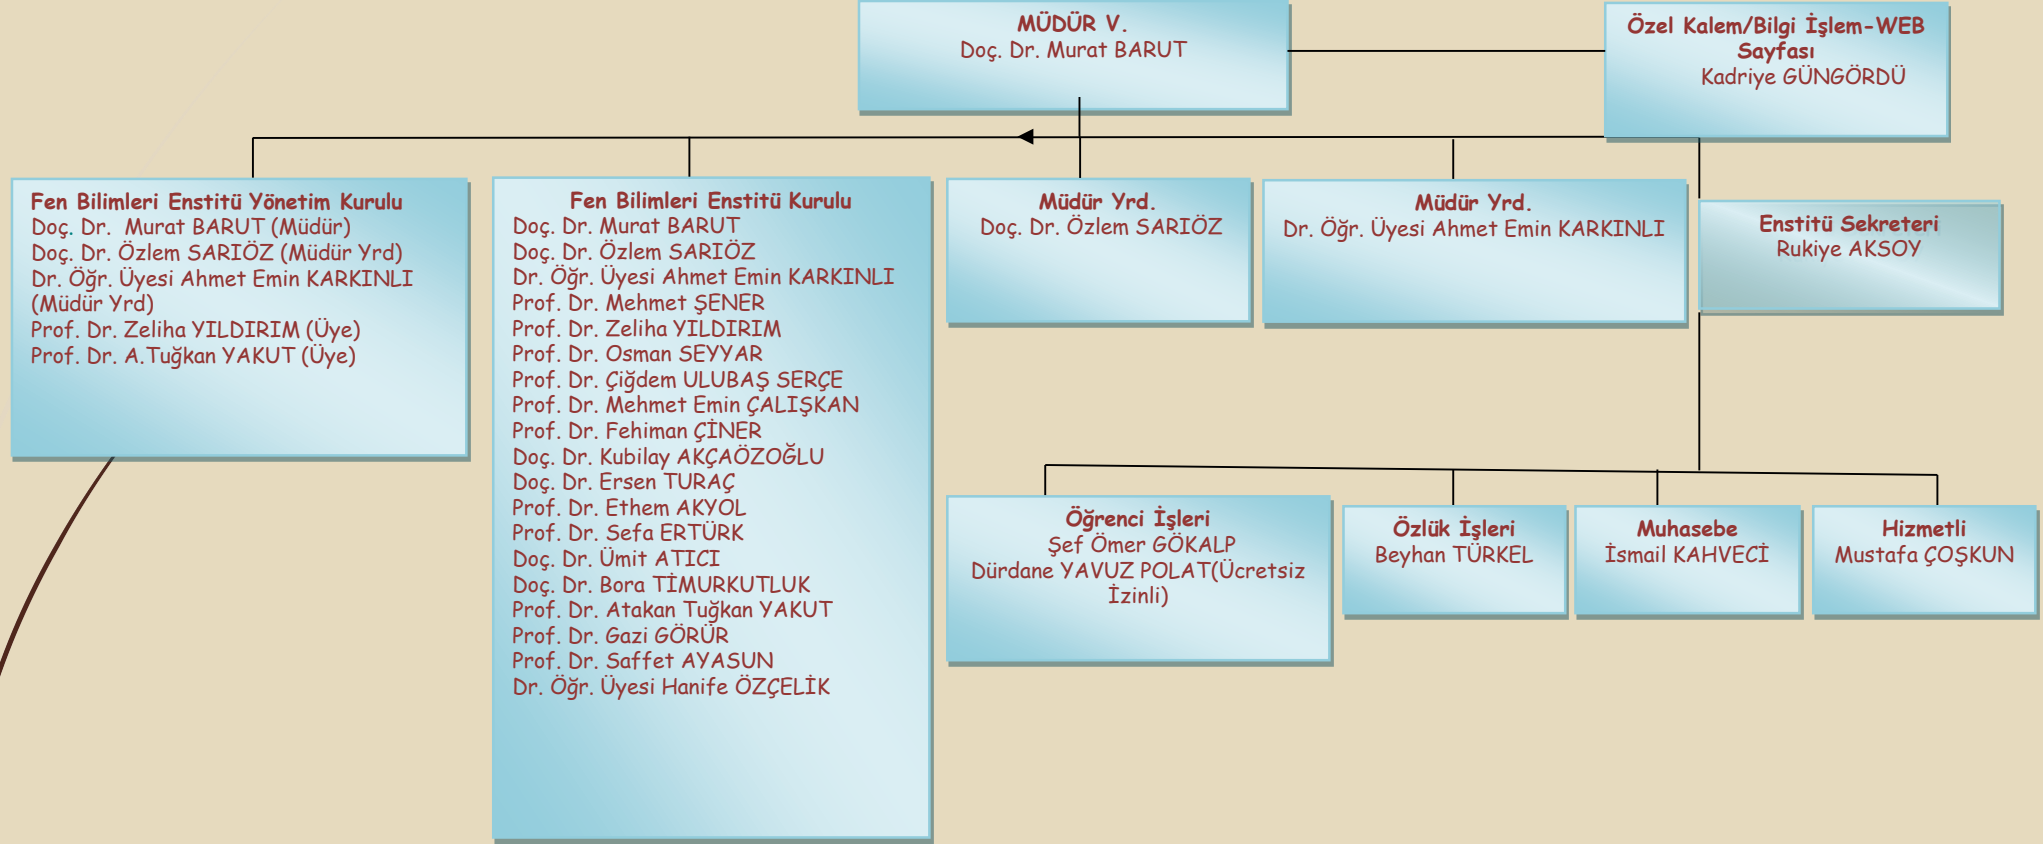 MÜDÜR V.
Doç. Dr. Murat BARUT
Özel Kalem/Bilgi İşlem-WEB
Sayfası
Kadriye GÜNGÖRDÜ
Fen Bilimleri Enstitü Yönetim Kurulu
Doç. Dr.  Murat BARUT (Müdür)
Doç. Dr. Özlem SARIÖZ (Müdür Yrd)
Dr. Öğr. Üyesi Ahmet Emin KARKINLI
(Müdür Yrd)
Prof. Dr. Zeliha YILDIRIM (Üye)
Prof. Dr. A.Tuğkan YAKUT (Üye)
Fen Bilimleri Enstitü Kurulu
Doç. Dr. Murat BARUT
Doç. Dr. Özlem SARIÖZ
Dr. Öğr. Üyesi Ahmet Emin KARKINLI
Prof. Dr. Mehmet ŞENER
Prof. Dr. Zeliha YILDIRIM
Prof. Dr. Osman SEYYAR
Prof. Dr. Çiğdem ULUBAŞ SERÇE
Prof. Dr. Mehmet Emin ÇALIŞKAN
Prof. Dr. Fehiman ÇİNER
Doç. Dr. Kubilay AKÇAÖZOĞLU
Doç. Dr. Ersen TURAÇ
Prof. Dr. Ethem AKYOL
Prof. Dr. Sefa ERTÜRK
Doç. Dr. Ümit ATICI
Doç. Dr. Bora TİMURKUTLUK
Prof. Dr. Atakan Tuğkan YAKUT
Prof. Dr. Gazi GÖRÜR
Prof. Dr. Saffet AYASUN
Dr. Öğr. Üyesi Hanife ÖZÇELİK
Müdür Yrd.
Doç. Dr. Özlem SARIÖZ
Müdür Yrd.
Dr. Öğr. Üyesi Ahmet Emin KARKINLI
Enstitü Sekreteri
Rukiye AKSOY
Öğrenci İşleri
Şef Ömer GÖKALP
Dürdane YAVUZ POLAT(Ücretsiz
İzinli)
Özlük İşleri
Beyhan TÜRKEL
Muhasebe
İsmail KAHVECİ
Hizmetli
Mustafa ÇOŞKUN